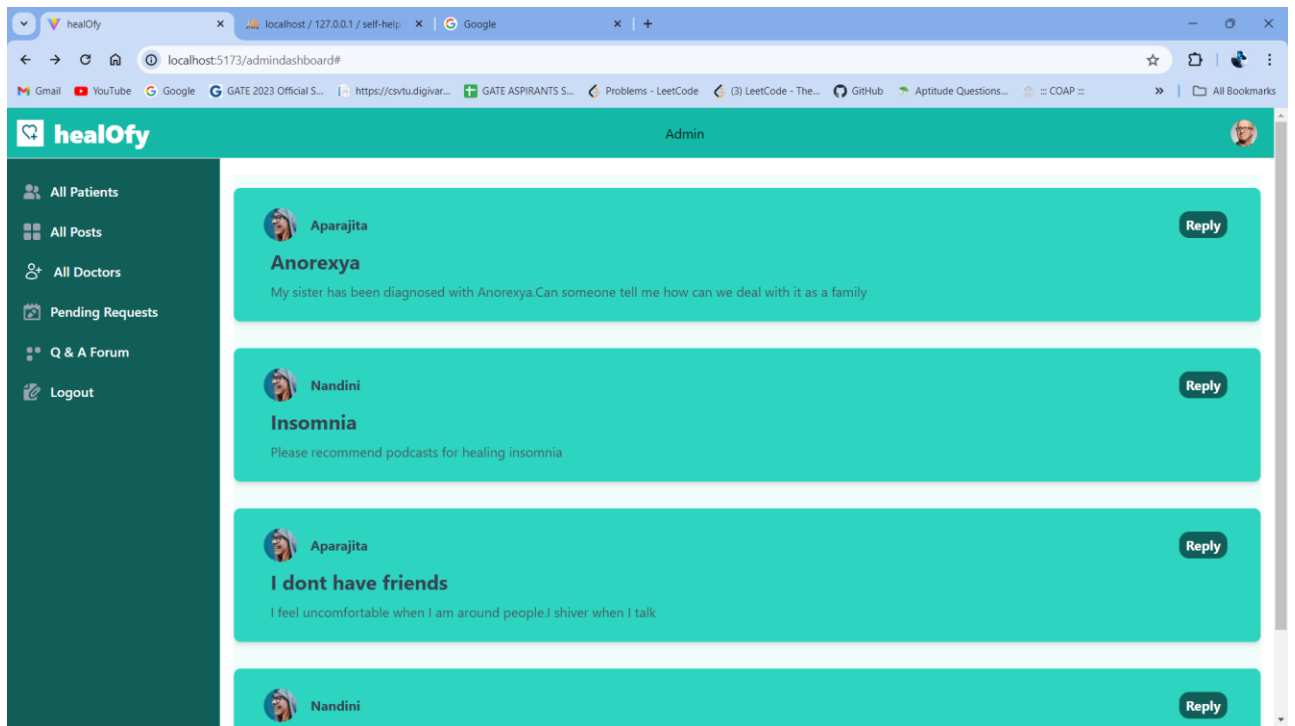 healOfy
localhost / 127.0.0.1 / self-help
Google
localhost:5173/admindashboard#
Gmail YouTube Google GATE 2023 Official S... https://csvtu.digivar... GATE ASPIRANTS S... Problems - LeetCode (3) LeetCode - The... GitHub Aptitude Questions... ::: COAP ::: » All Bookmarks
healOfy
Admin
All Patients
All Posts
All Doctors
Pending Requests
Q & A Forum
Logout
Aparajita
Reply
Anorexya
My sister has been diagnosed with Anorexya.Can someone tell me how can we deal with it as a family
Nandini
Reply
Insomnia
Please recommend podcasts for healing insomnia
Aparajita
Reply
I dont have friends
I feel uncomfortable when I am around people.I shiver when I talk
Nandini
Reply